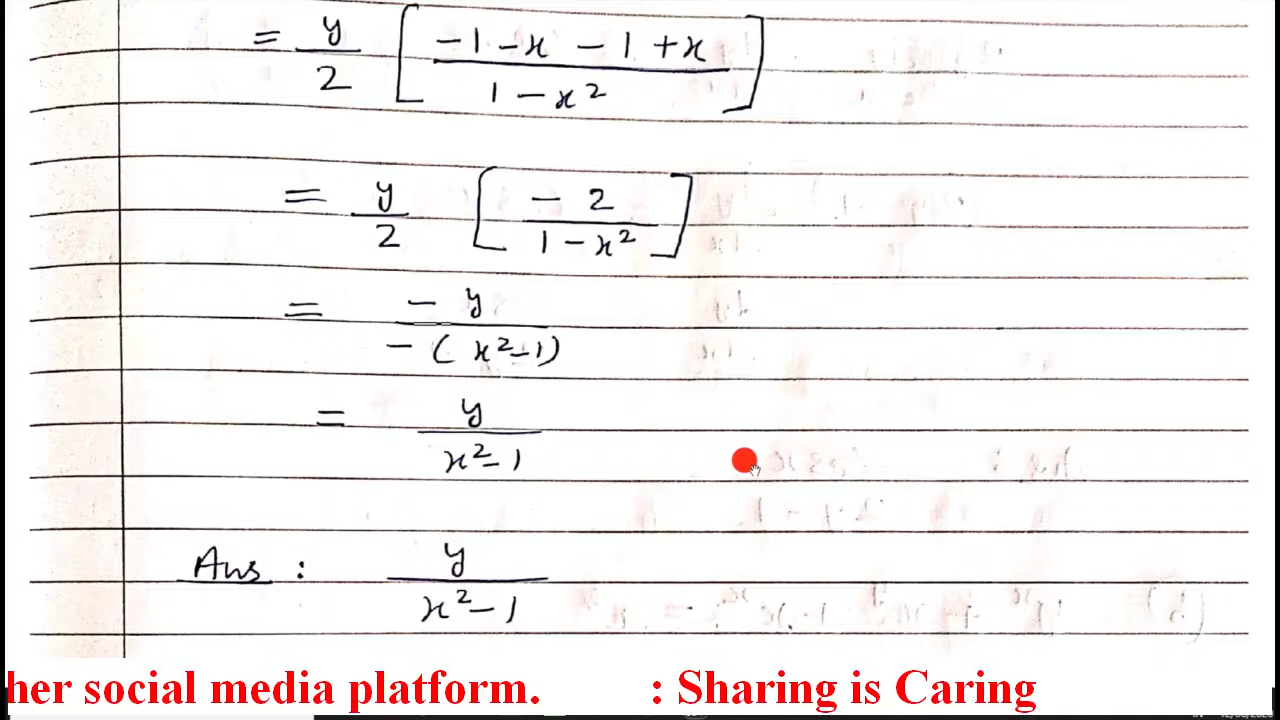 = y/2 [ (-1 - x - 1 + x) / (1 - x²) ]
= y/2 [ - 2 / (1 - x²) ]
= - y / - ( x² - 1)
= y / (x² - 1)
Ans : y / (x² - 1)
her social media platform. : Sharing is Caring